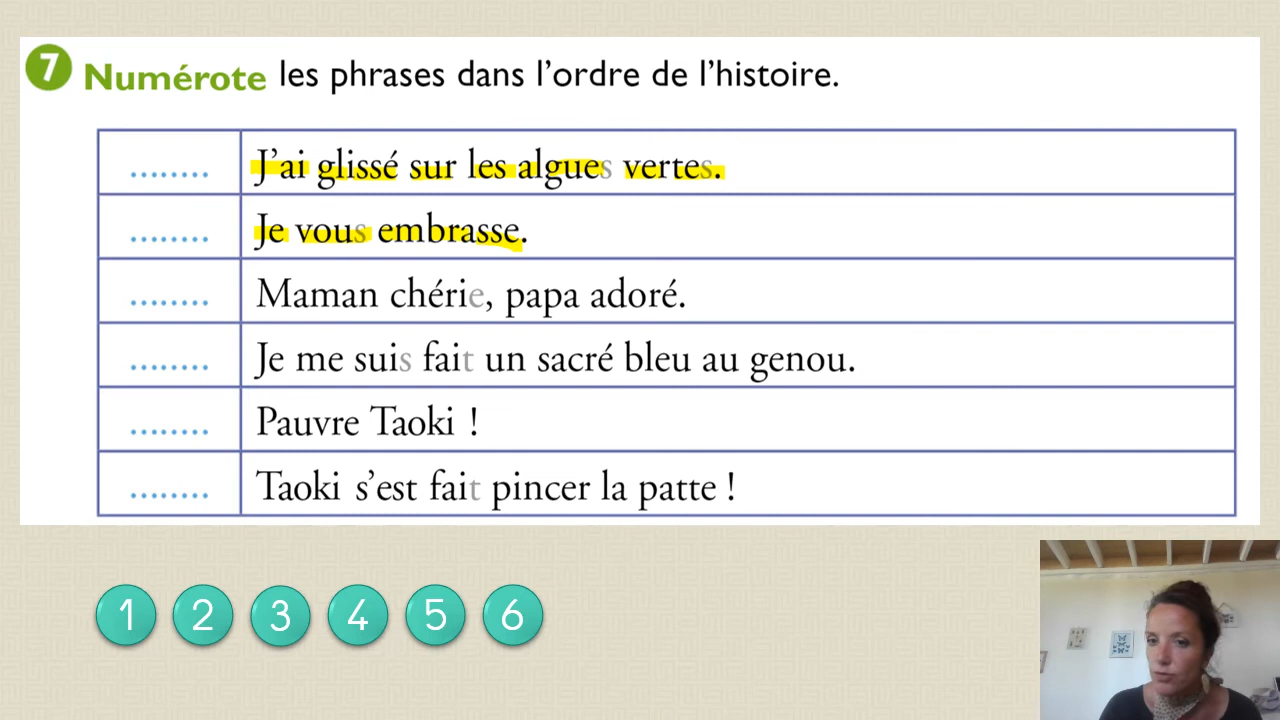 7 Numérote les phrases dans l'ordre de l'histoire.
........ J'ai glissé sur les algues vertes.
........ Je vous embrasse.
........ Maman chérie, papa adoré.
........ Je me suis fait un sacré bleu au genou.
........ Pauvre Taoki !
........ Taoki s'est fait pincer la patte !
1 2 3 4 5 6